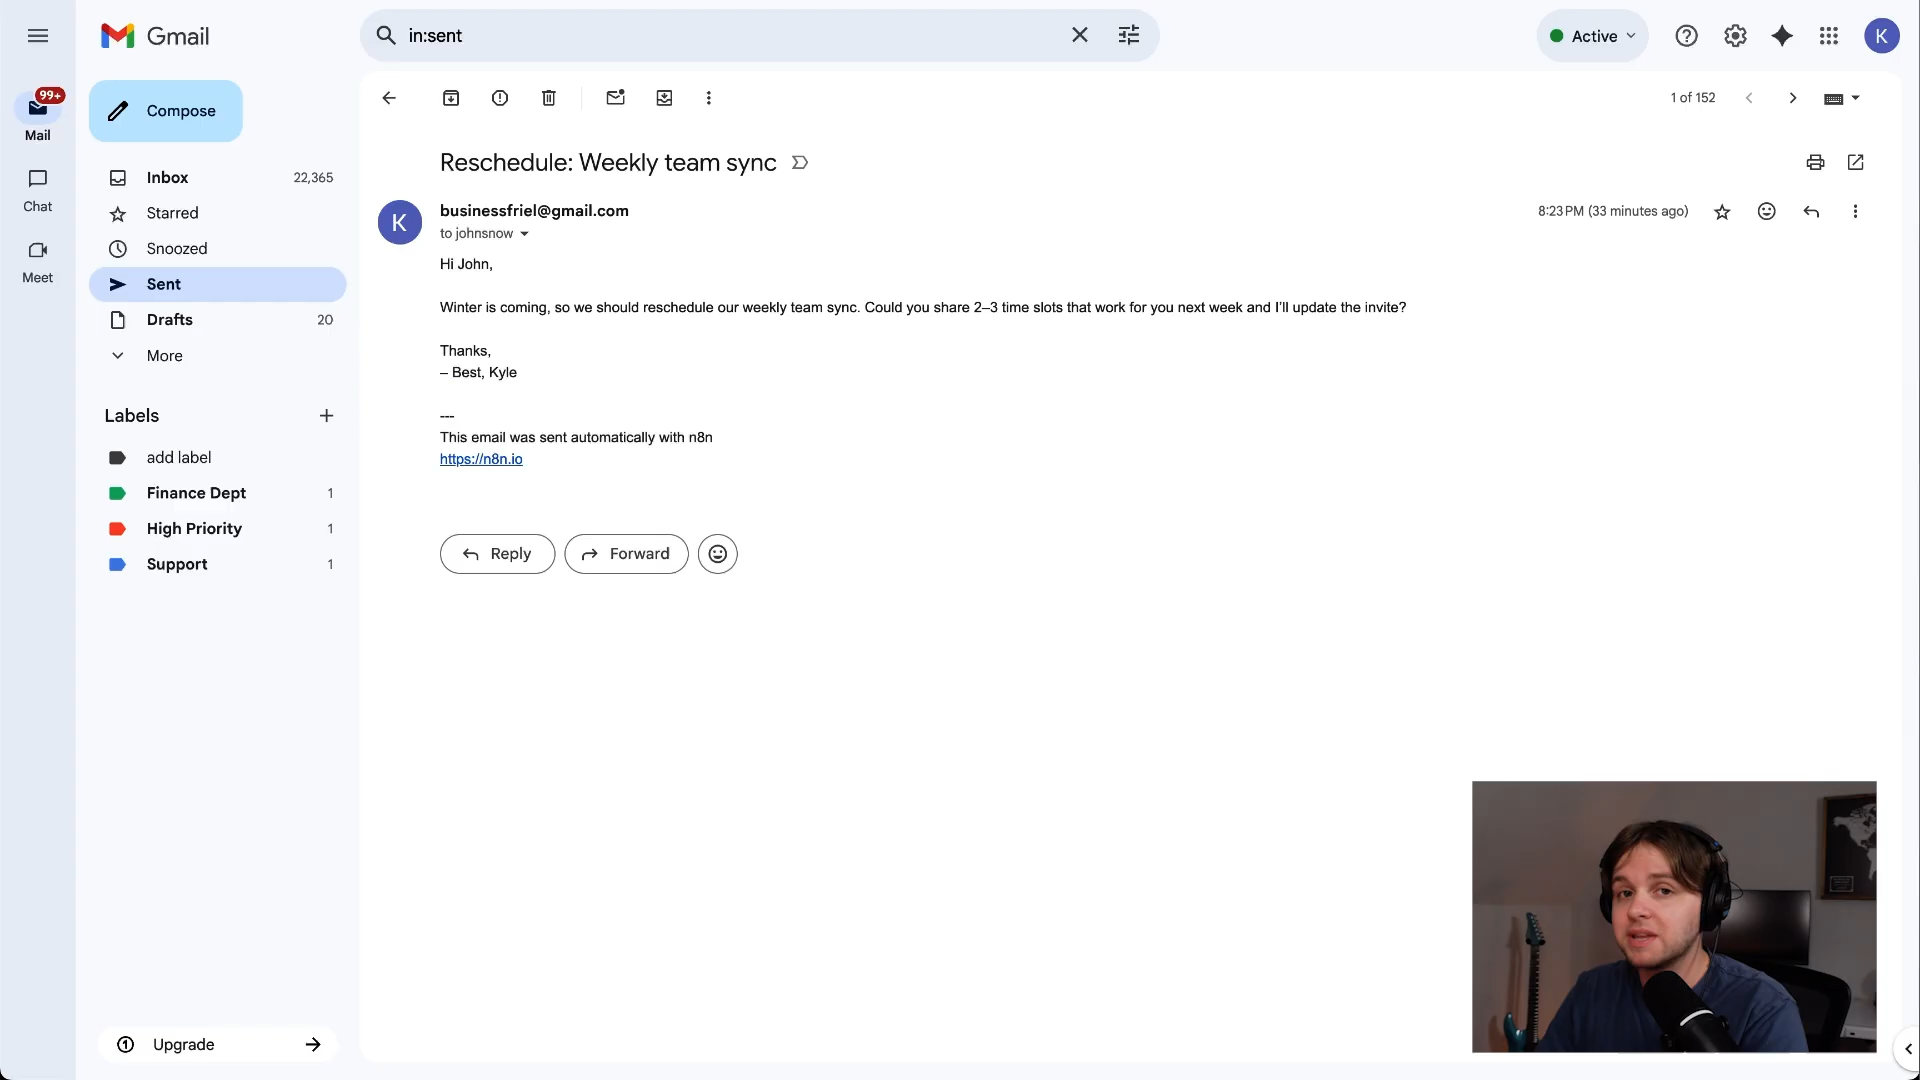 Gmail
in:sent
Active
K
99+
Mail
Chat
Meet
Compose
Inbox 22,365
Starred
Snoozed
Sent
Drafts 20
More
Labels
add label
Finance Dept 1
High Priority 1
Support 1
Upgrade
1 of 152
Reschedule: Weekly team sync
K
businessfriel@gmail.com
8:23 PM (33 minutes ago)
to johnsnow
Hi John,
Winter is coming, so we should reschedule our weekly team sync. Could you share 2–3 time slots that work for you next week and I’ll update the invite?
Thanks,
– Best, Kyle
---
This email was sent automatically with n8n
https://n8n.io
Reply
Forward